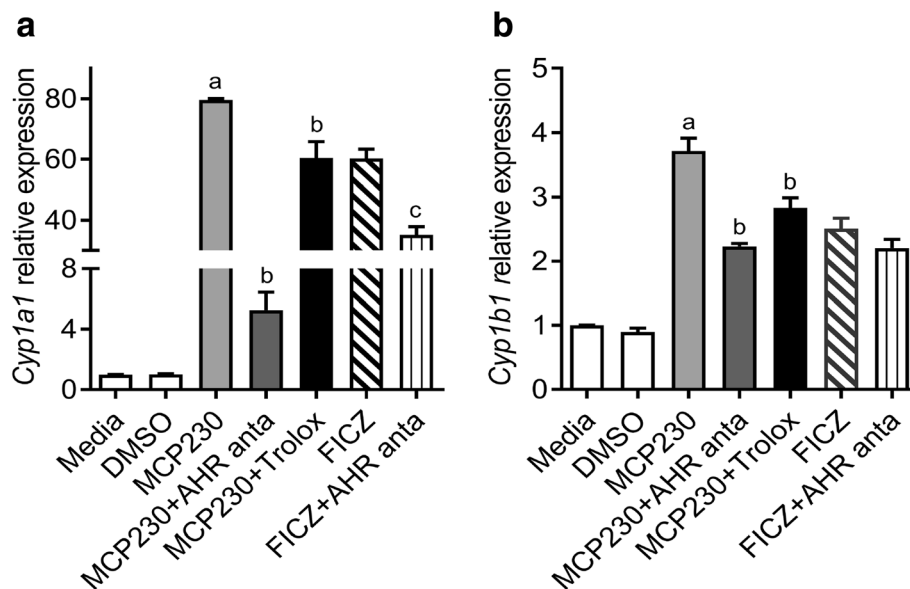 a
Cyp1a1 relative expression
80
60
40
8
4
0
a
b
b
c
Media
DMSO
MCP230
MCP230+AHR anta
MCP230+Trolox
FICZ
FICZ+AHR anta
b
Cyp1b1 relative expression
5
4
3
2
1
0
a
b
b
Media
DMSO
MCP230
MCP230+AHR anta
MCP230+Trolox
FICZ
FICZ+AHR anta